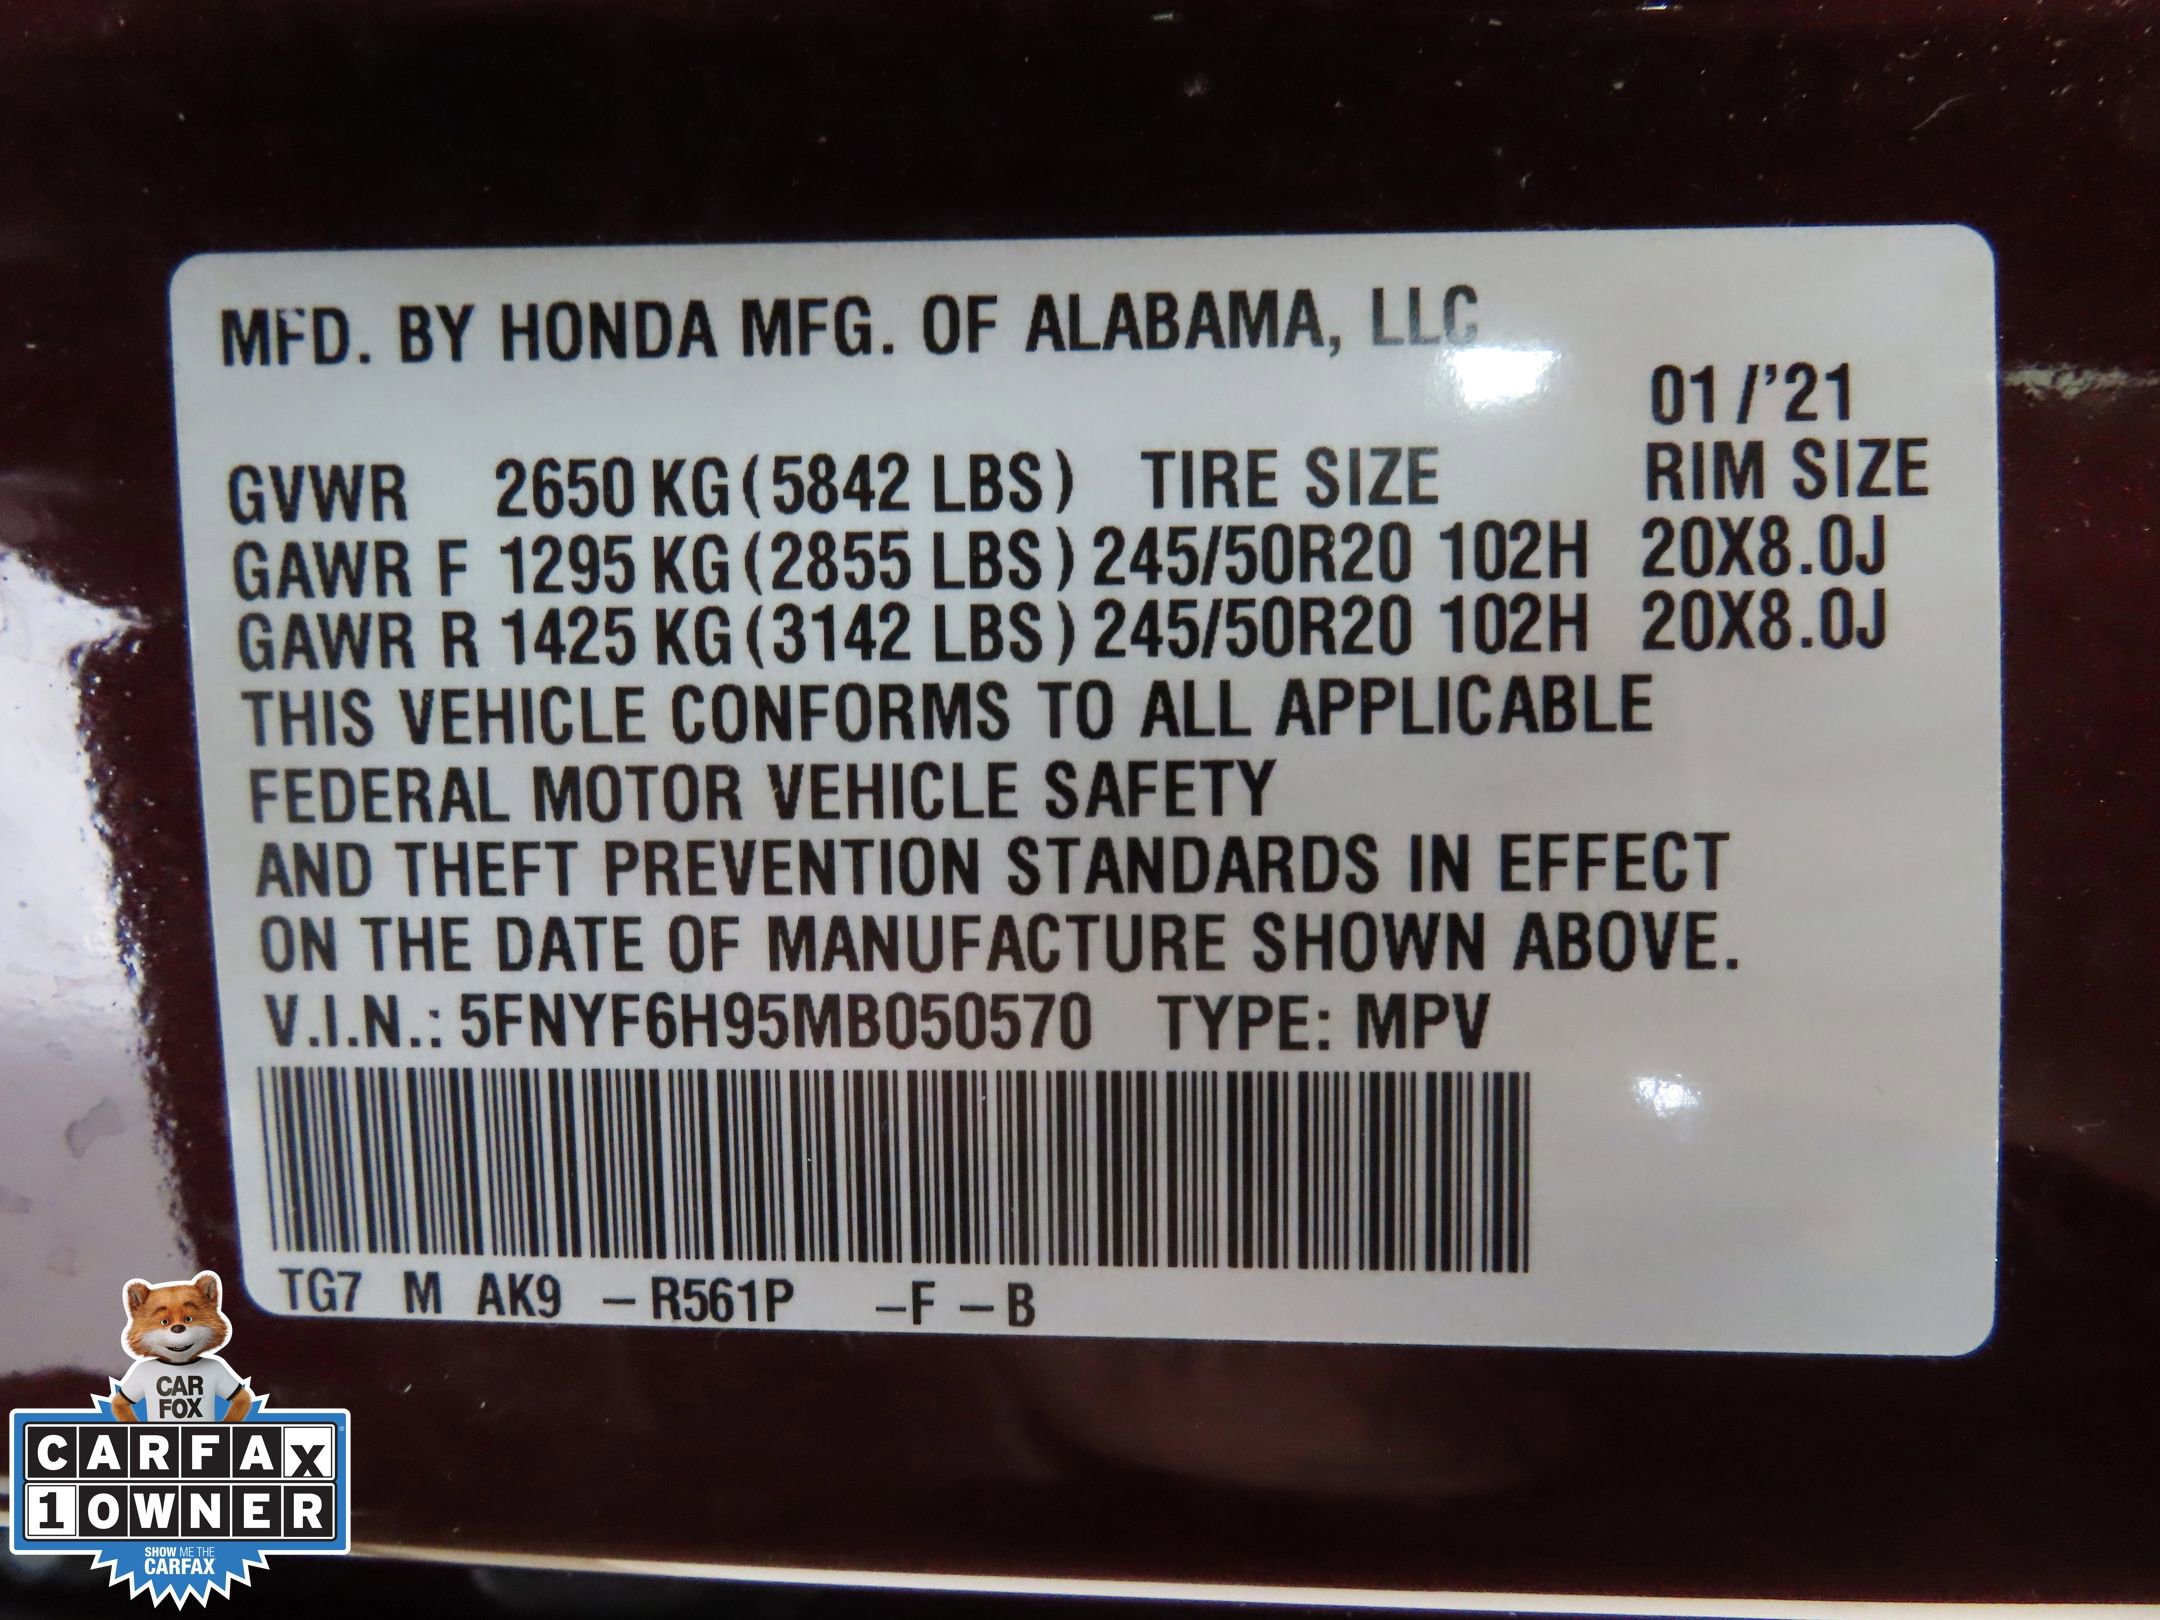 MFD. BY HONDA MFG. OF ALABAMA, LLC
01/'21
GVWR 2650 KG (5842 LBS) TIRE SIZE RIM SIZE
GAWR F 1295 KG (2855 LBS) 245/50R20 102H 20X8.0J
GAWR R 1425 KG (3142 LBS) 245/50R20 102H 20X8.0J
THIS VEHICLE CONFORMS TO ALL APPLICABLE
FEDERAL MOTOR VEHICLE SAFETY
AND THEFT PREVENTION STANDARDS IN EFFECT
ON THE DATE OF MANUFACTURE SHOWN ABOVE.
V.I.N.: 5FNYF6H95MB050570 TYPE: MPV
TG7 M AK9 – R561P –F – B
CAR
FOX
CARFAX
1 OWNER
SHOW ME THE
CARFAX